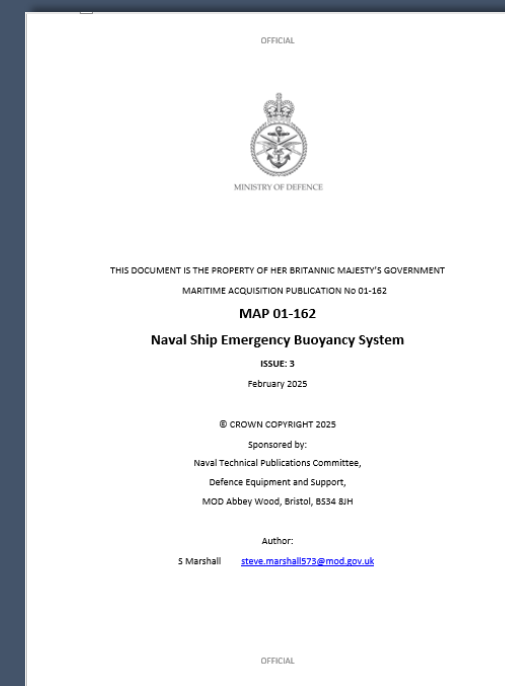 OFFICIAL
MINISTRY OF DEFENCE
THIS DOCUMENT IS THE PROPERTY OF HER BRITANNIC MAJESTY'S GOVERNMENT
MARITIME ACQUISITION PUBLICATION No 01-162
MAP 01-162
Naval Ship Emergency Buoyancy System
ISSUE: 3
February 2025
© CROWN COPYRIGHT 2025
Sponsored by:
Naval Technical Publications Committee,
Defence Equipment and Support,
MOD Abbey Wood, Bristol, BS34 8JH
Author:
S Marshall steve.marshall573@mod.gov.uk
OFFICIAL